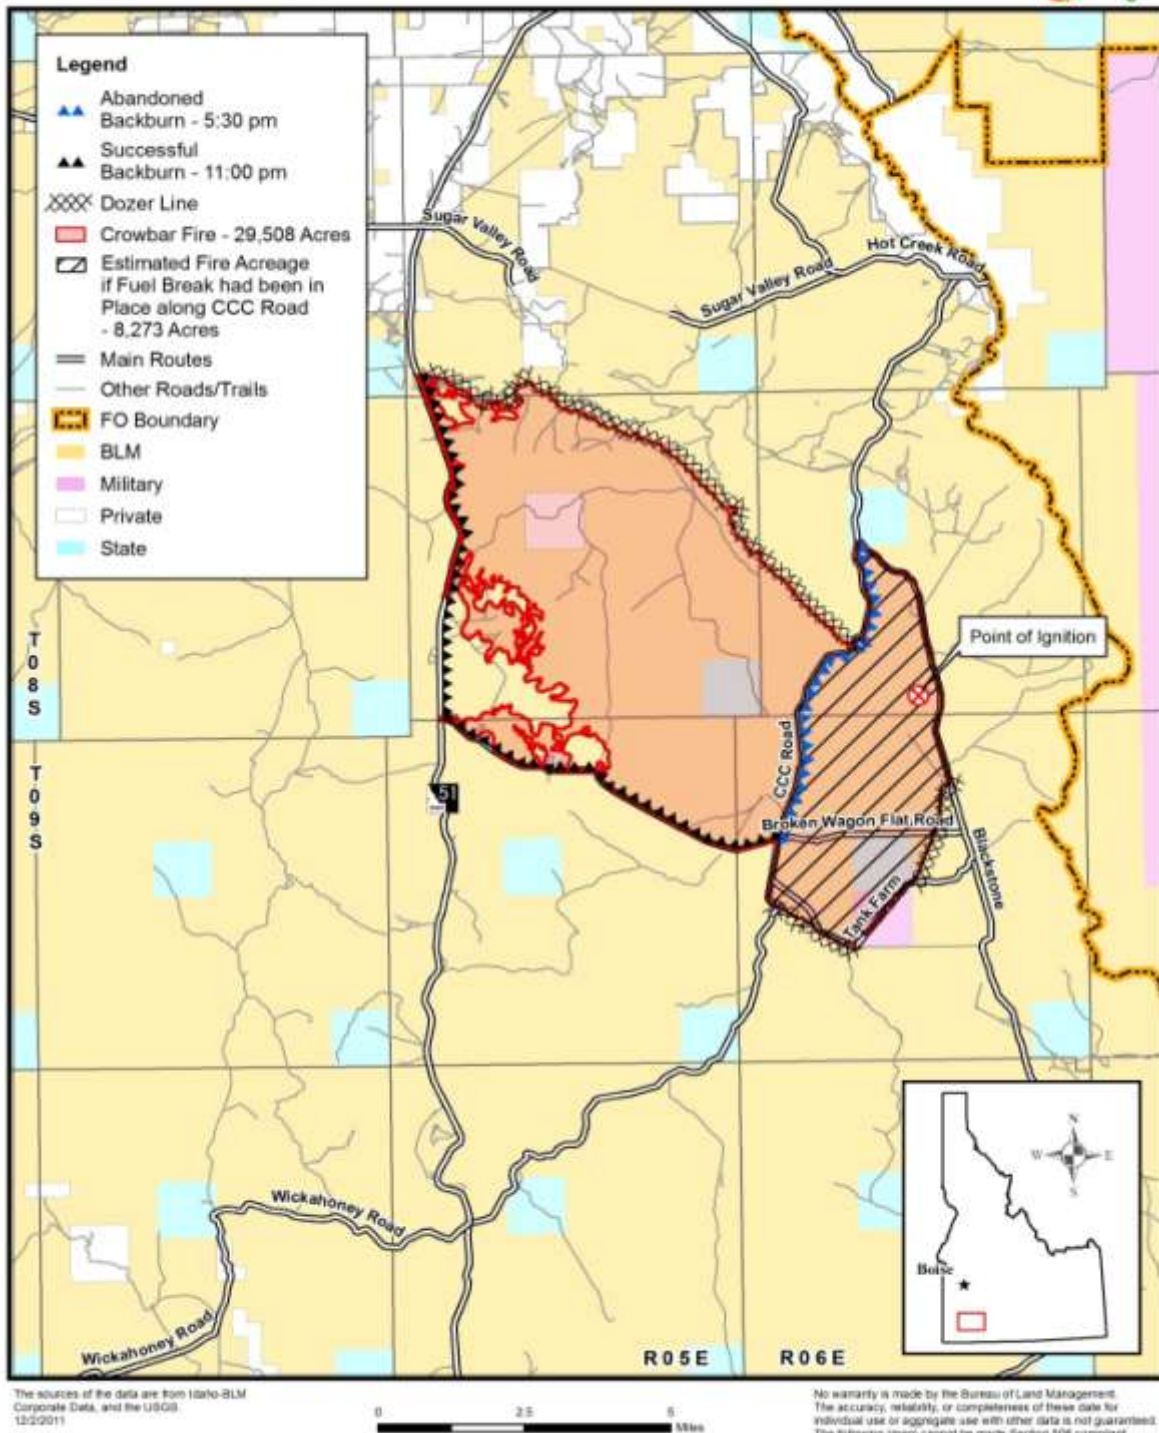 Legend
Abandoned
Backburn - 5:30 pm
Successful
Backburn - 11:00 pm
Dozer Line
Crowbar Fire - 29,508 Acres
Estimated Fire Acreage
if Fuel Break had been in
Place along CCC Road
- 8,273 Acres
Main Routes
Other Roads/Trails
FO Boundary
BLM
Military
Private
State
Sugar Valley Road
Hot Creek Road
Sugar Valley Road
Point of Ignition
T08S
T09S
CCC Road
51
Broken Wagon Flat Road
Blackstone
Tank Farm
Wickahoney Road
Wickahoney Road
R05E
R06E
N
W
E
S
Boise
The sources of the data are from Idaho-BLM
Corporate Data, and the USGS
12/2/2011
0 2.5 5
Miles
No warranty is made by the Bureau of Land Management.
The accuracy, reliability, or completeness of these data for
individual use or aggregate use with other data is not guaranteed.